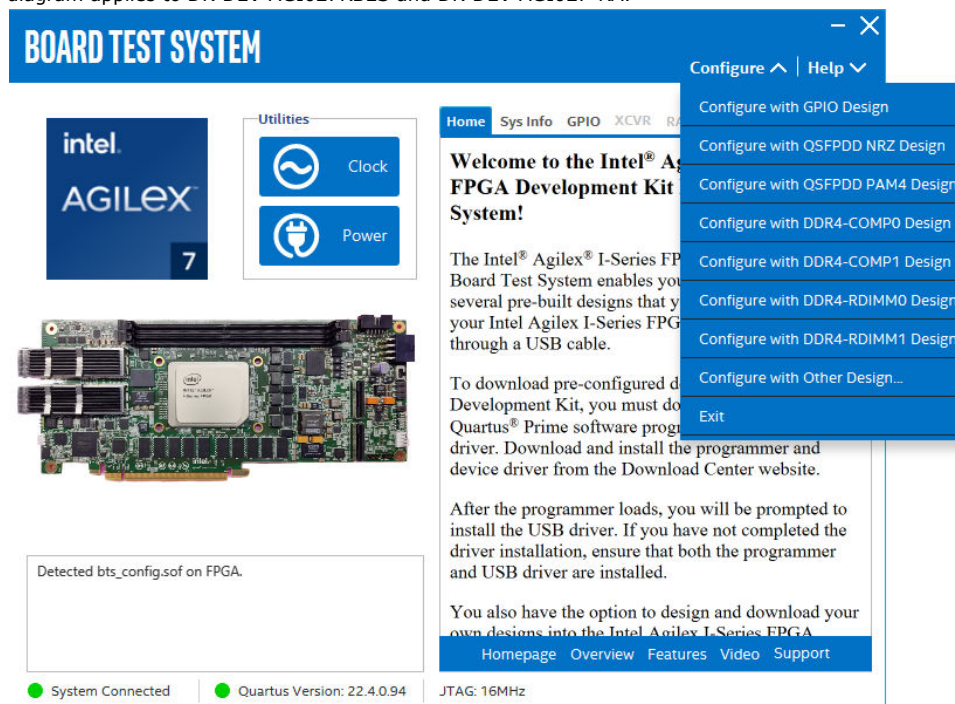 BOARD TEST SYSTEM
Configure
Help
Configure with GPIO Design
Configure with QSFPDD NRZ Design
Configure with QSFPDD PAM4 Design
Configure with DDR4-COMP0 Design
Configure with DDR4-COMP1 Design
Configure with DDR4-RDIMM0 Design
Configure with DDR4-RDIMM1 Design
Configure with Other Design...
Exit
intel.
AGILEX
7
Utilities
Clock
Power
Home Sys Info GPIO XCVR
Welcome to the Intel®
FPGA Development Kit
System!
The Intel® Agilex® I-Series
Board Test System enables
several pre-built designs that
your Intel Agilex I-Series
through a USB cable.
To download pre-configured
Development Kit, you must
Quartus® Prime software
driver. Download and install the programmer and
device driver from the Download Center website.
After the programmer loads, you will be prompted to
install the USB driver. If you have not completed the
driver installation, ensure that both the programmer
and USB driver are installed.
You also have the option to design and download your
own designs into the Intel Agilex I-Series FPGA
Homepage Overview Features Video Support
Detected bts_config.sof on FPGA.
System Connected
Quartus Version: 22.4.0.94
JTAG: 16MHz